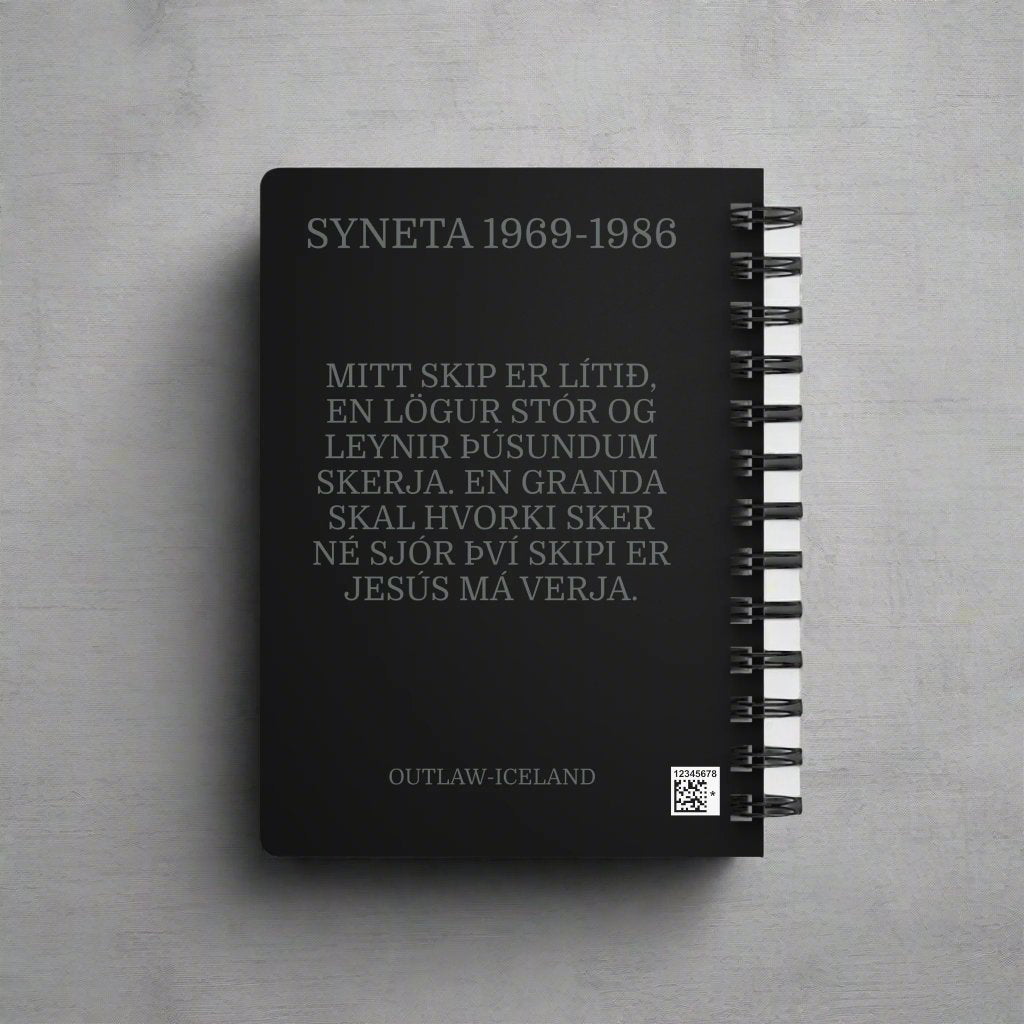 SYNETA 1969-1986
MITT SKIP ER LÍTIÐ,
EN LÖGUR STÓR OG
LEYNIR ÞÚSUNDUM
SKERJA. EN GRANDA
SKAL HVORKI SKER
NÉ SJÓR ÞVÍ SKIPI ER
JESÚS MÁ VERJA.
OUTLAW-ICELAND
12345678
*